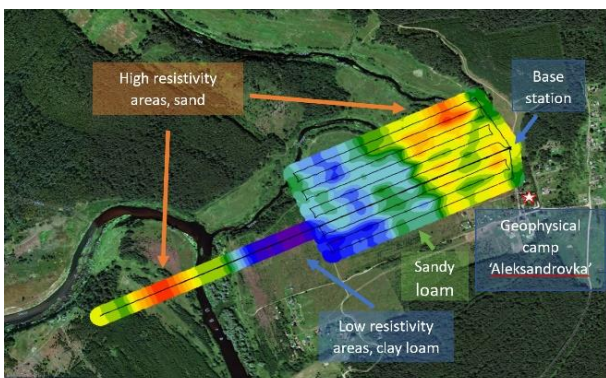 High resistivity
areas, sand
Base
station
Geophysical
camp
'Aleksandrovka'
Sandy
loam
Low resistivity
areas, clay loam